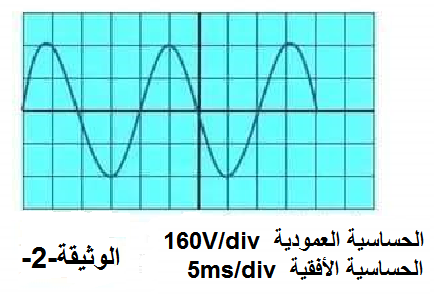 الحساسية العمودية 160V/div
الحساسية الأفقية 5ms/div
الوثيقة-2-